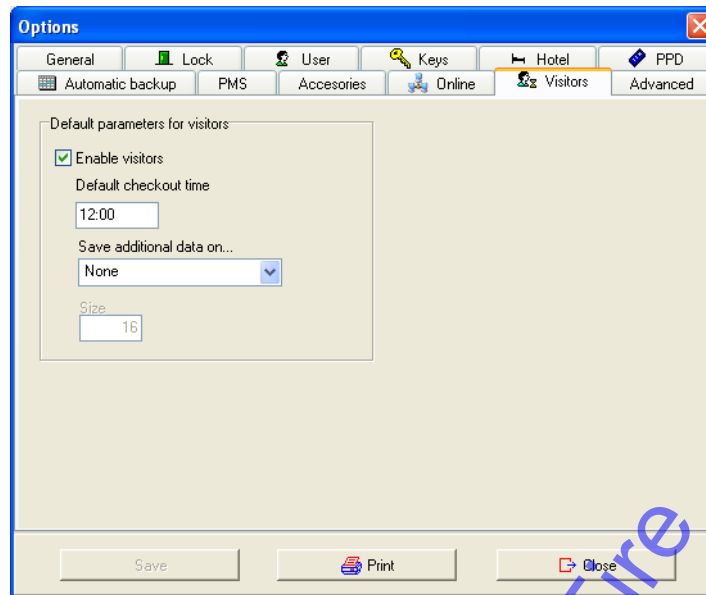 Options
General Lock User Keys Hotel PPD
Automatic backup PMS Accesories Online Visitors Advanced
Default parameters for visitors
Enable visitors
Default checkout time
12:00
Save additional data on...
None
Size
16
Save Print Close
Fire